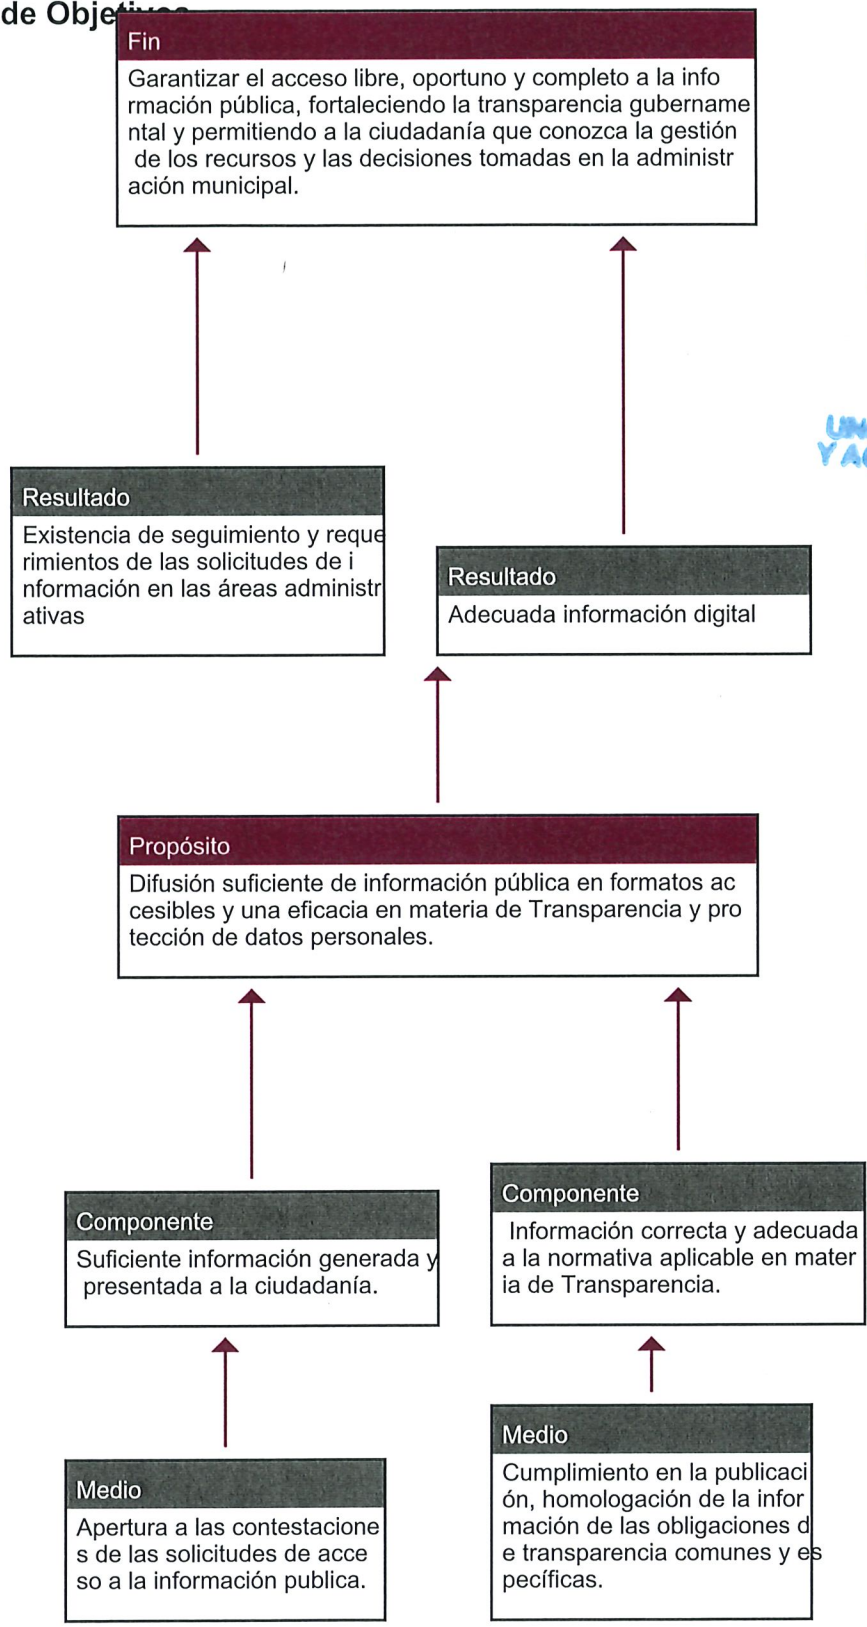 de Objetivos
Fin
Garantizar el acceso libre, oportuno y completo a la info
rmación pública, fortaleciendo la transparencia gubername
ntal y permitiendo a la ciudadanía que conozca la gestión
de los recursos y las decisiones tomadas en la administr
ación municipal.
UN
Y A
Resultado
Existencia de seguimiento y reque
rimientos de las solicitudes de i
nformación en las áreas administr
ativas
Resultado
Adecuada información digital
Propósito
Difusión suficiente de información pública en formatos ac
cesibles y una eficacia en materia de Transparencia y pro
tección de datos personales.
Componente
Suficiente información generada y
presentada a la ciudadanía.
Componente
Información correcta y adecuada
a la normativa aplicable en mater
ia de Transparencia.
Medio
Apertura a las contestacione
s de las solicitudes de acce
so a la información publica.
Medio
Cumplimiento en la publicaci
ón, homologación de la infor
mación de las obligaciones d
e transparencia comunes y es
pecíficas.